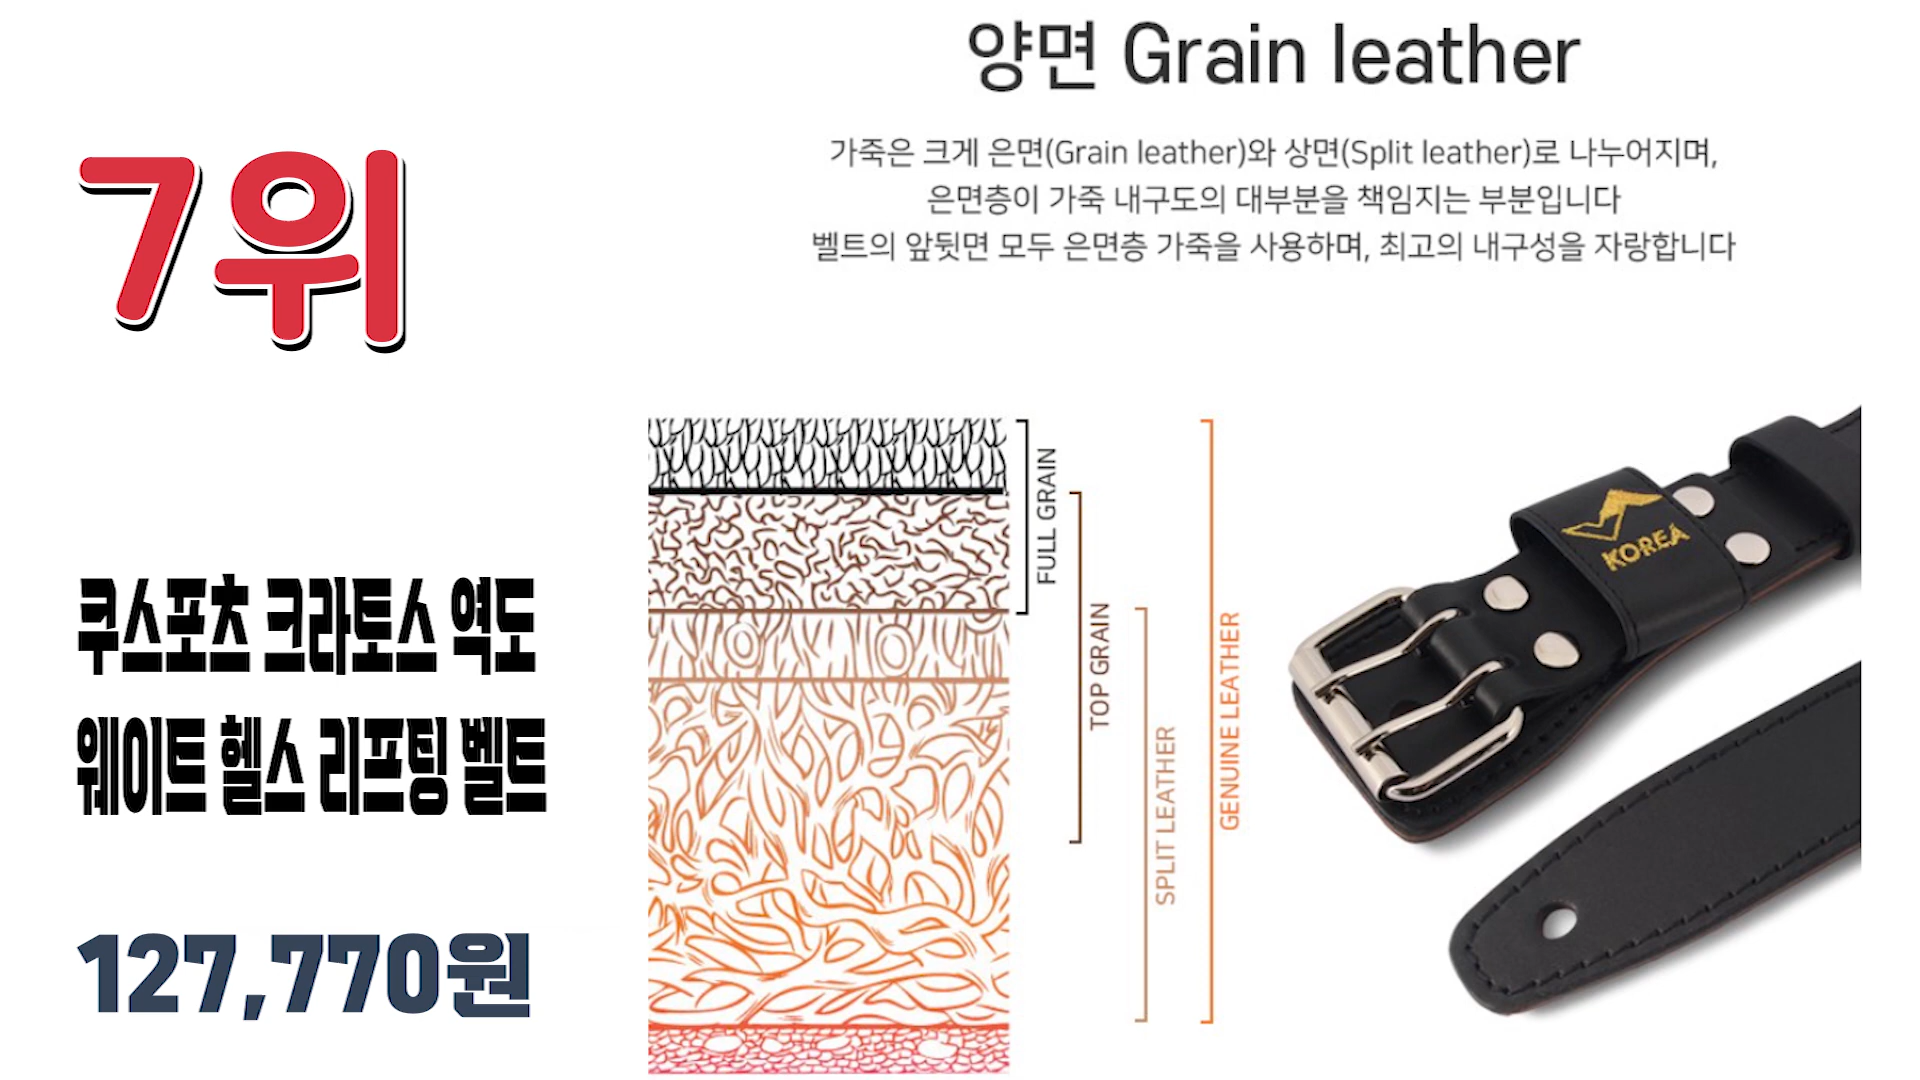 7위
쿠스포츠 크라토스 역도
웨이트 헬스 리프팅 벨트
127,770원
양면 Grain leather
가죽은 크게 은면(Grain leather)와 상면(Split leather)로 나누어지며,
은면층이 가죽 내구도의 대부분을 책임지는 부분입니다
벨트의 앞뒷면 모두 은면층 가죽을 사용하며, 최고의 내구성을 자랑합니다
FULL GRAIN
TOP GRAIN
SPLIT LEATHER
GENUINE LEATHER
KOREA